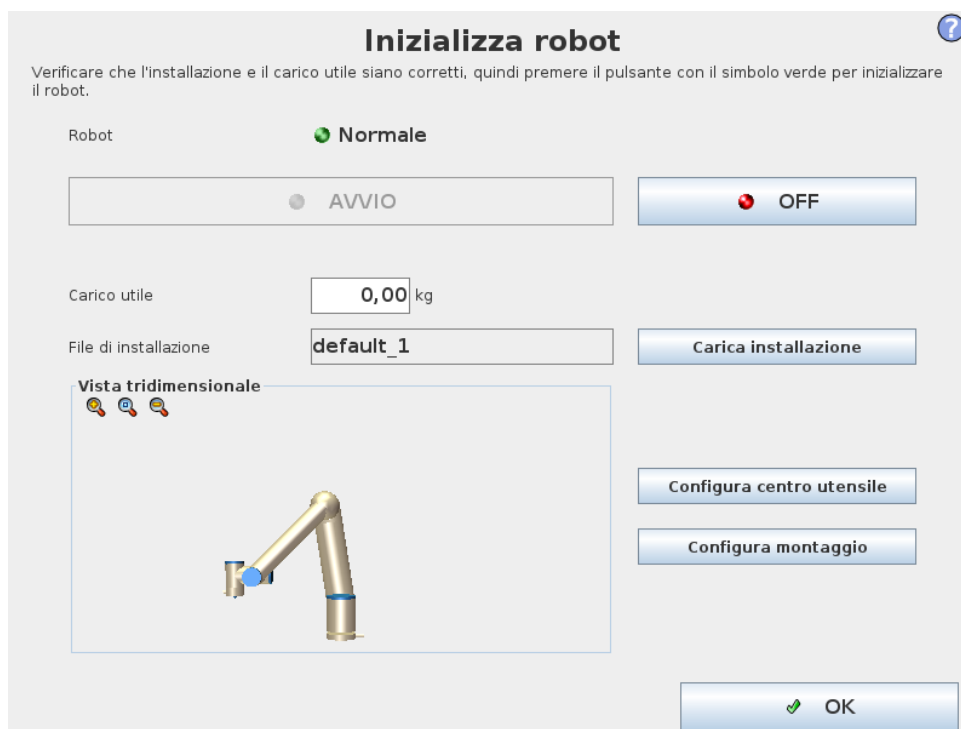 Inizializza robot
?
Verificare che l'installazione e il carico utile siano corretti, quindi premere il pulsante con il simbolo verde per inizializzare
il robot.
Robot Normale
AVVIO OFF
Carico utile 0,00 kg
File di installazione default_1 Carica installazione
Vista tridimensionale
Configura centro utensile
Configura montaggio
OK